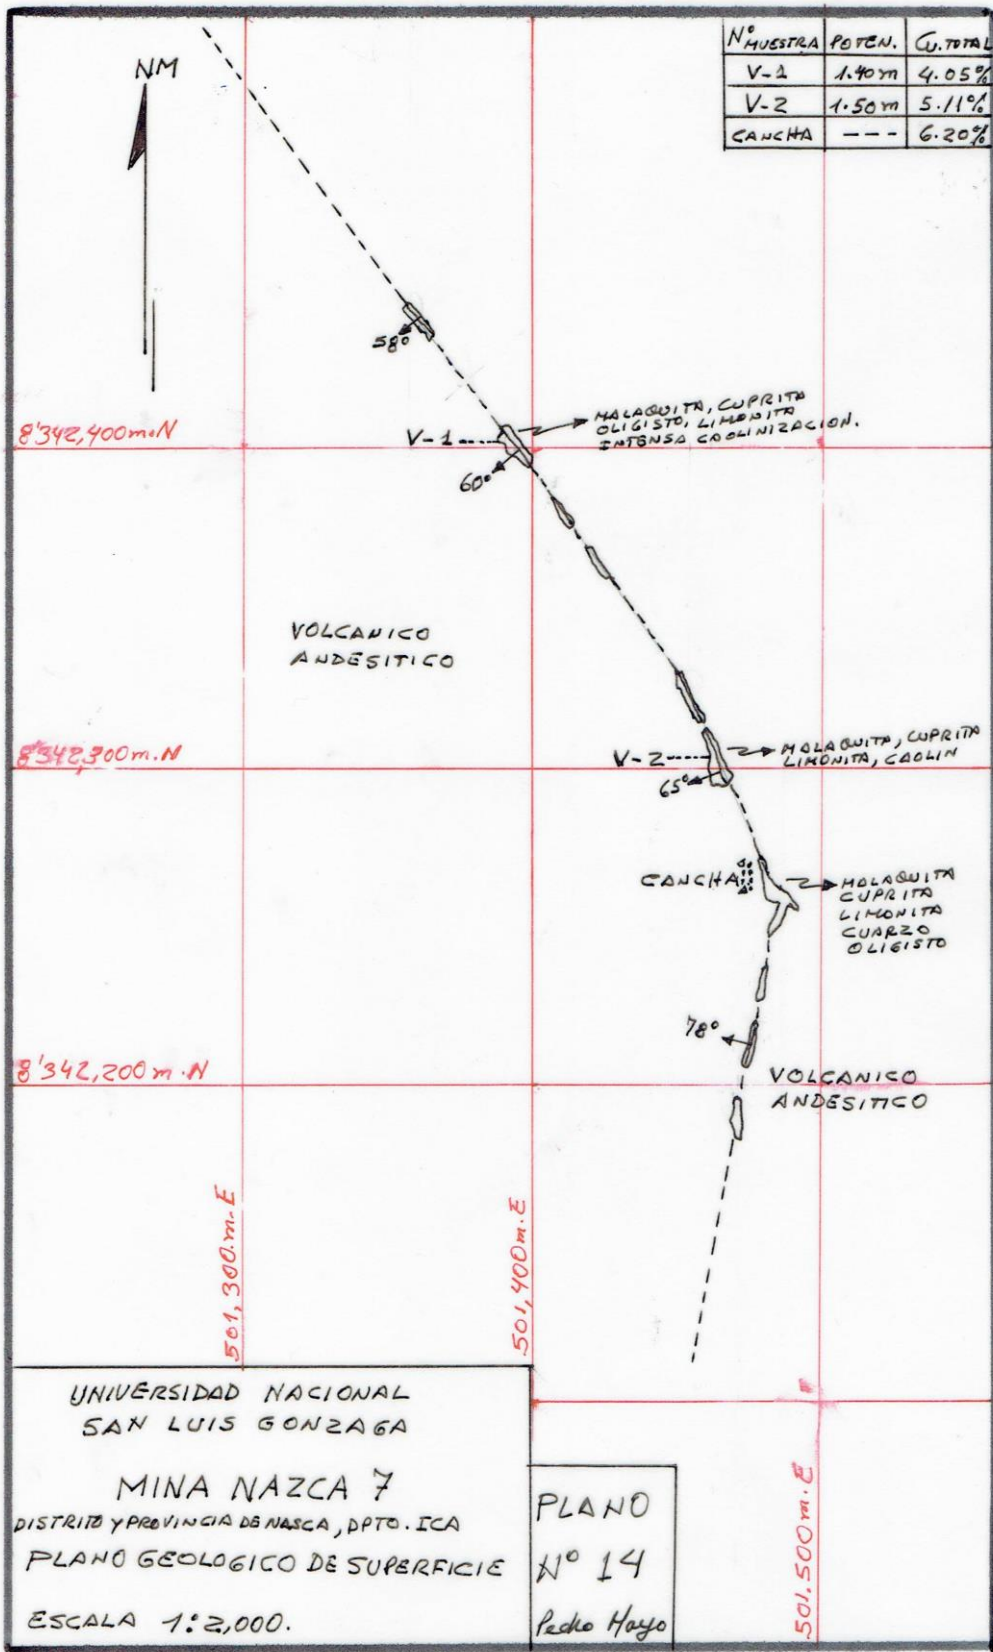 NM
Nº MUESTRA POTEN. Cu. TOTAL
V-1 1.40m 4.05%
V-2 1.50m 5.11%
CANCHA --- 6.20%
58°
8'342,400m.N
V-1
MALAQUITA, CUPRITA
OLIGISTO, LIMONITA
INTENSA CAOLINIZACION.
60°
VOLCANICO
ANDESITICO
8'342,300m.N
V-2
MALAQUITA, CUPRITA
LIMONITA, CAOLIN
65°
CANCHA
MALAQUITA
CUPRITA
LIMONITA
CUARZO
OLIGISTO
78°
8'342,200m.N
VOLCANICO
ANDESITICO
501,300.m.E
501,400m.E
501,500m.E
UNIVERSIDAD NACIONAL
SAN LUIS GONZAGA
MINA NAZCA 7
DISTRITO Y PROVINCIA DE NASCA, DPTO. ICA
PLANO GEOLOGICO DE SUPERFICIE
ESCALA 1:2,000.
PLANO
Nº 14
Pedro Hayo